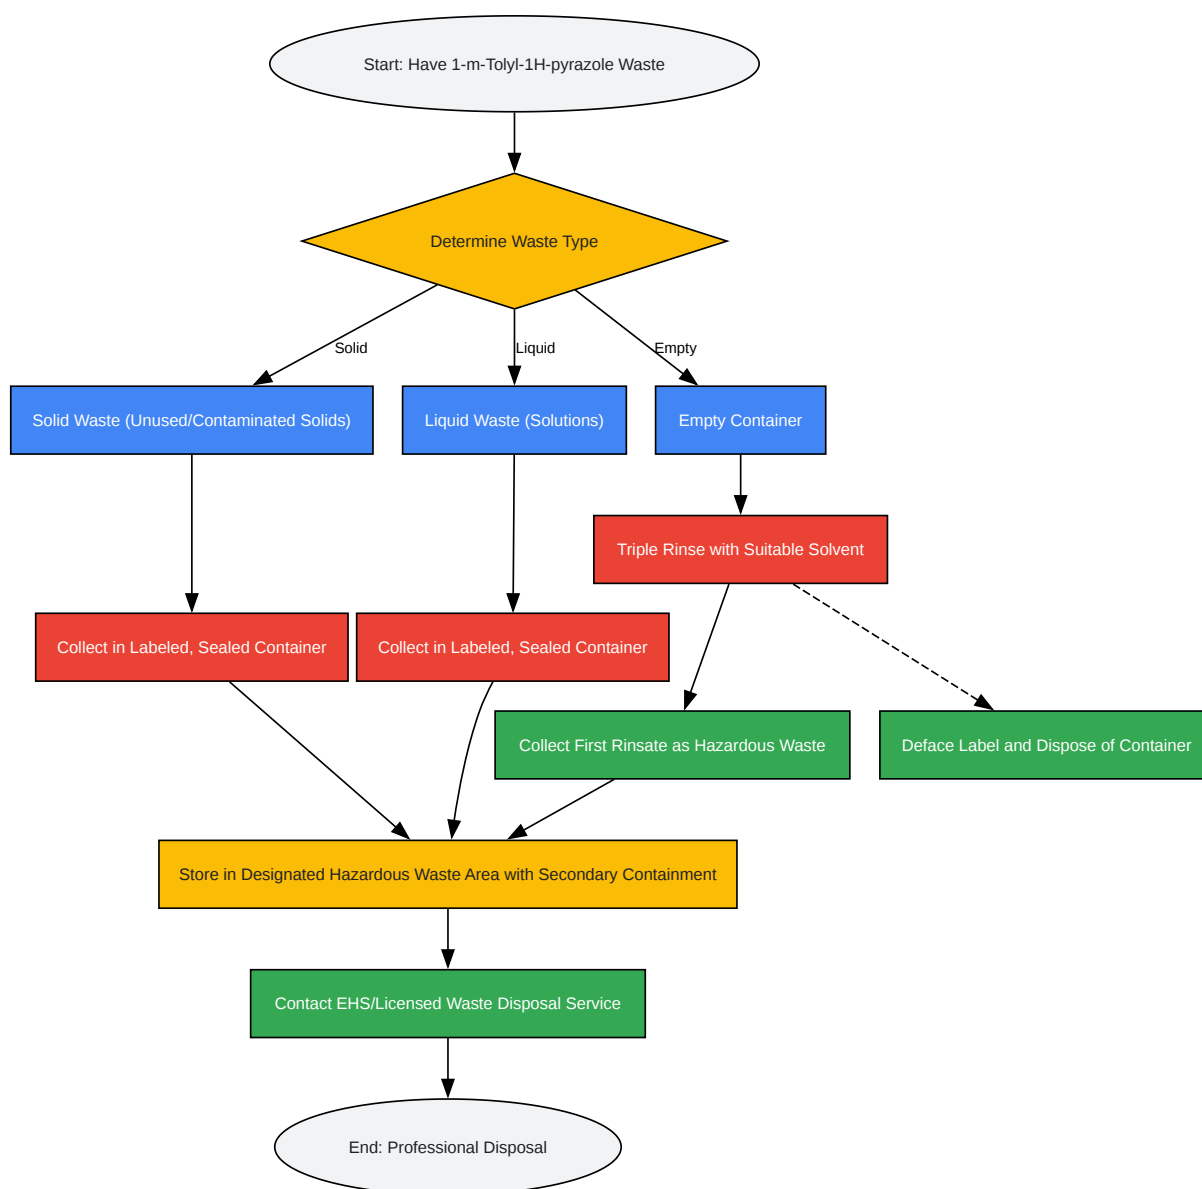 Start: Have 1-m-Tolyl-1H-pyrazole Waste
Determine Waste Type
Solid
Liquid
Empty
Solid Waste (Unused/Contaminated Solids)
Liquid Waste (Solutions)
Empty Container
Triple Rinse with Suitable Solvent
Collect in Labeled, Sealed Container
Collect in Labeled, Sealed Container
Collect First Rinsate as Hazardous Waste
Deface Label and Dispose of Container
Store in Designated Hazardous Waste Area with Secondary Containment
Contact EHS/Licensed Waste Disposal Service
End: Professional Disposal